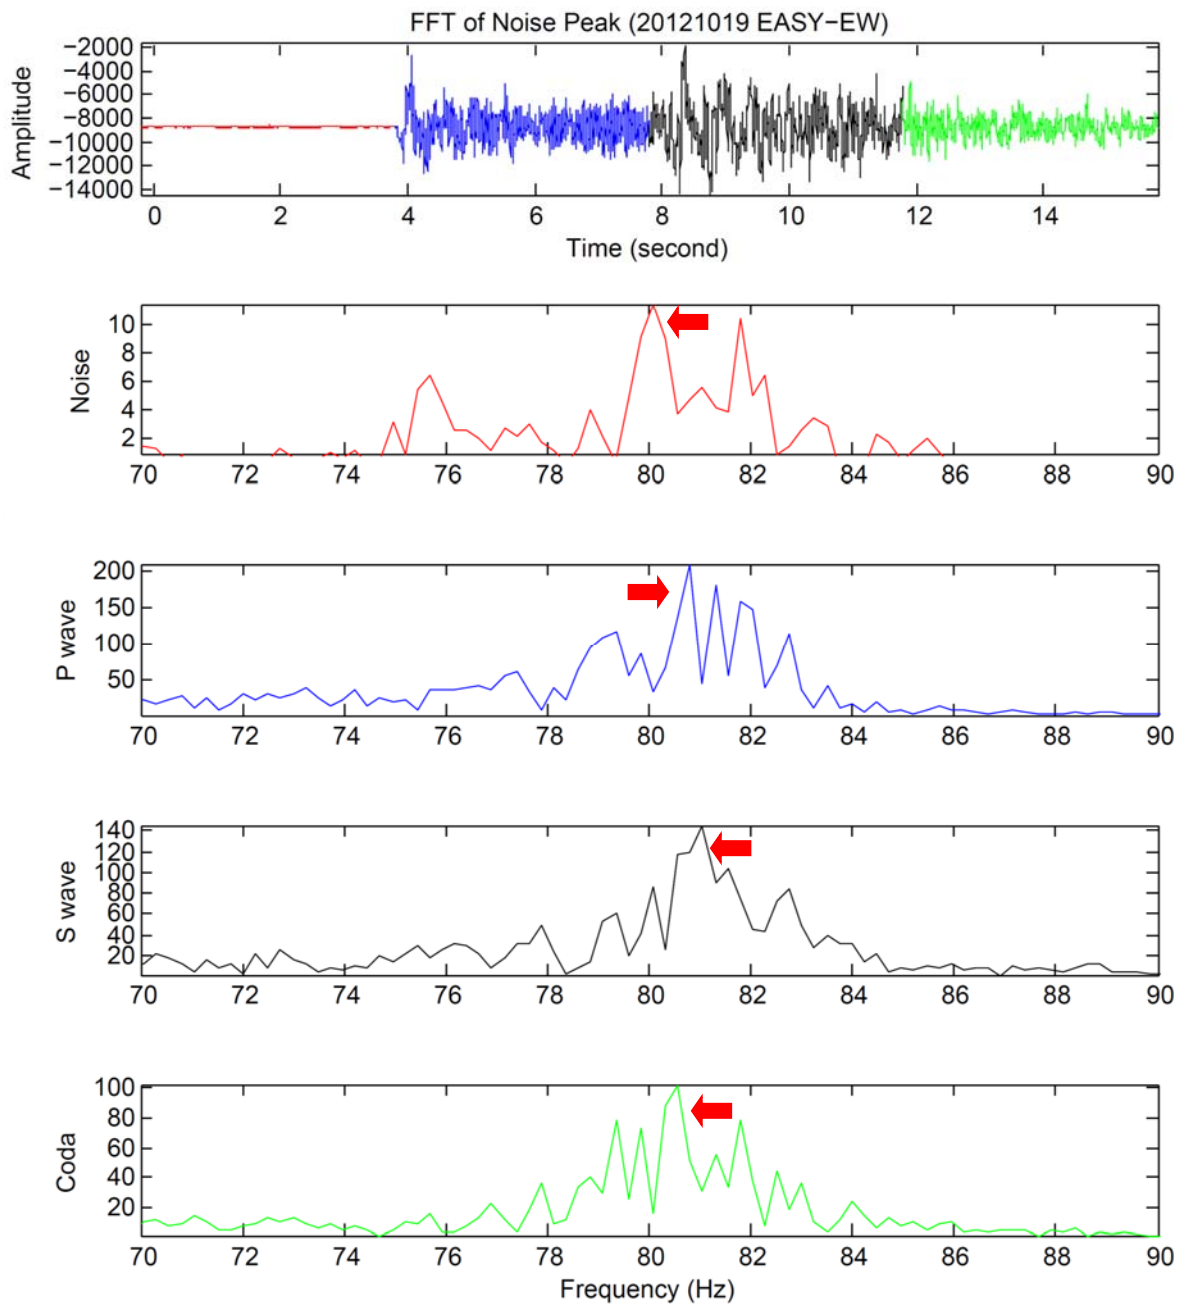 FFT of Noise Peak (20121019 EASY−EW)
Amplitude
−2000
−4000
−6000
−8000
−10000
−12000
−14000
0 2 4 6 8 10 12 14
Time (second)
Noise
10
8
6
4
2
70 72 74 76 78 80 82 84 86 88 90
P wave
200
150
100
50
70 72 74 76 78 80 82 84 86 88 90
S wave
140
120
100
80
60
40
20
70 72 74 76 78 80 82 84 86 88 90
Coda
100
80
60
40
20
70 72 74 76 78 80 82 84 86 88 90
Frequency (Hz)